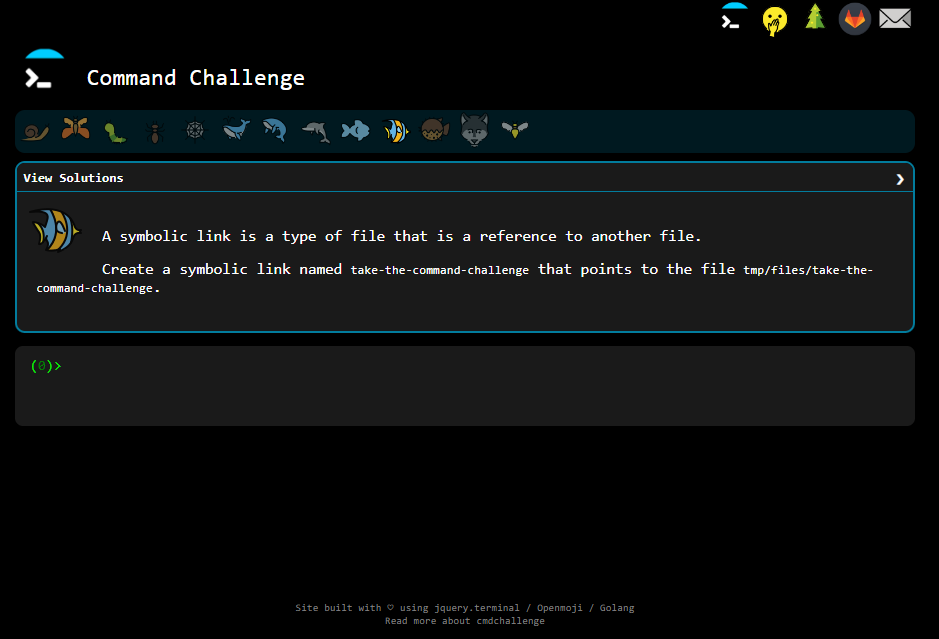 Command Challenge
View Solutions
A symbolic link is a type of file that is a reference to another file.
Create a symbolic link named take-the-command-challenge that points to the file tmp/files/take-the-
command-challenge.
(0)>
Site built with ♡ using jquery.terminal / Openmoji / Golang
Read more about cmdchallenge